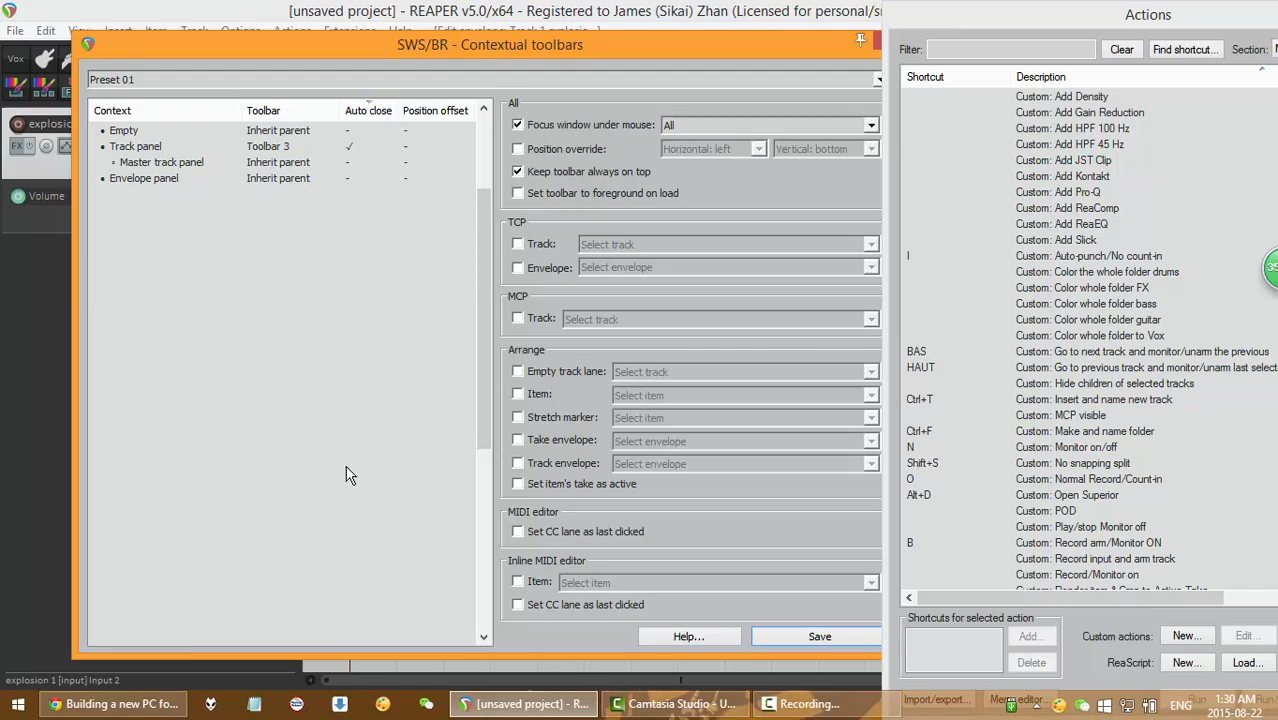 [unsaved project] - REAPER v5.0/x64 - Registered to James (Sikai) Zhan (Licensed for personal/s
File Edit
Actions
SWS/BR - Contextual toolbars
Filter: Clear Find shortcut... Section:
Vox
Preset 01
Shortcut Description
Context Toolbar Auto close Position offset
Empty Inherit parent - -
Track panel Toolbar 3 ✓ -
Master track panel Inherit parent - -
Envelope panel Inherit parent - -
explosion
FX
Volume
All
Focus window under mouse: All
Position override: Horizontal: left Vertical: bottom
Keep toolbar always on top
Set toolbar to foreground on load
TCP
Track: Select track
Envelope: Select envelope
MCP
Track: Select track
Arrange
Empty track lane: Select track
Item: Select item
Stretch marker: Select item
Take envelope: Select envelope
Track envelope: Select envelope
Set item's take as active
MIDI editor
Set CC lane as last clicked
Inline MIDI editor
Item: Select item
Set CC lane as last clicked
Help... Save
Custom: Add Density
Custom: Add Gain Reduction
Custom: Add HPF 100 Hz
Custom: Add HPF 45 Hz
Custom: Add JST Clip
Custom: Add Kontakt
Custom: Add Pro-Q
Custom: Add ReaComp
Custom: Add ReaEQ
Custom: Add Slick
I Custom: Auto-punch/No count-in
Custom: Color the whole folder drums
Custom: Color whole folder FX
Custom: Color whole folder bass
Custom: Color whole folder guitar
Custom: Color whole folder to Vox
BAS Custom: Go to next track and monitor/unarm the previous
HAUT Custom: Go to previous track and monitor/unarm last selec
Custom: Hide children of selected tracks
Ctrl+T Custom: Insert and name new track
Custom: MCP visible
Ctrl+F Custom: Make and name folder
N Custom: Monitor on/off
Shift+S Custom: No snapping split
O Custom: Normal Record/Count-in
Alt+D Custom: Open Superior
Custom: POD
Custom: Play/stop Monitor off
B Custom: Record arm/Monitor ON
Custom: Record input and arm track
Custom: Record/Monitor on
Custom: Render item & Crop to Active Take
35
Shortcuts for selected action
Add... Custom actions: New... Edit...
Delete ReaScript: New... Load...
Import/export...
explosion 1 [input] Input 2
Building a new PC fo... [unsaved project] - R... Camtasia Studio - U... Recording...
ENG
1:30 AM
2015-08-22